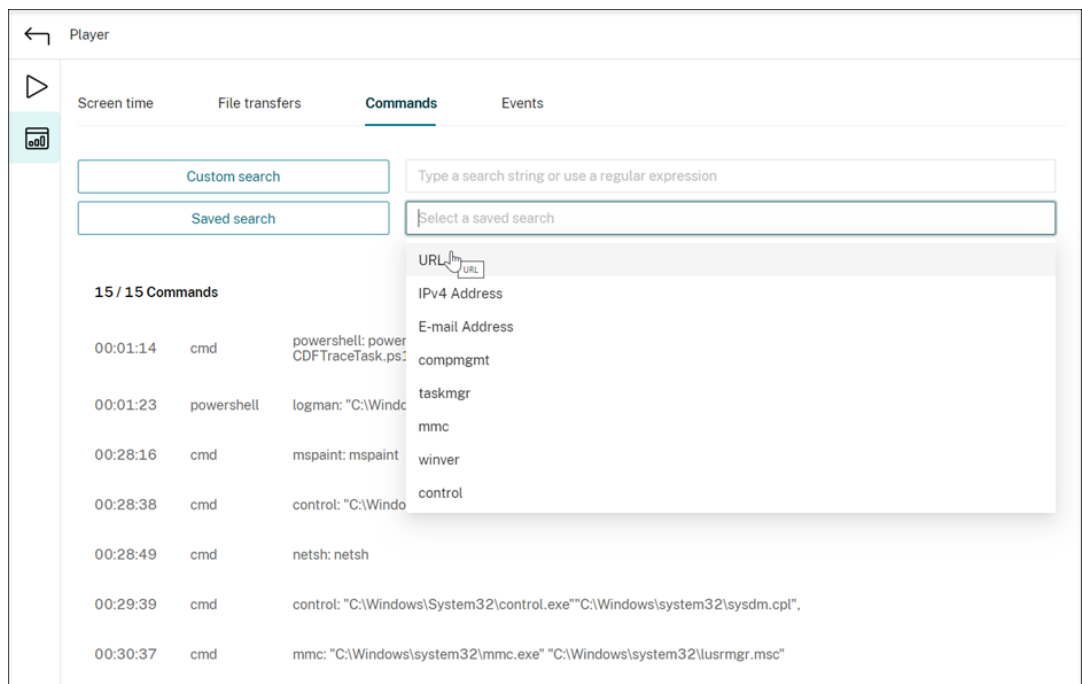 Player
Screen time File transfers Commands Events
Custom search Type a search string or use a regular expression
Saved search Select a saved search
URL URL
15 / 15 Commands
IPv4 Address
E-mail Address
00:01:14 cmd powershell: power
CDFTraceTask.ps1
compmgmt
taskmgr
00:01:23 powershell logman: "C:\Windo
mmc
00:28:16 cmd mspaint: mspaint
winver
control
00:28:38 cmd control: "C:\Windo
00:28:49 cmd netsh: netsh
00:29:39 cmd control: "C:\Windows\System32\control.exe""C:\Windows\system32\sysdm.cpl",
00:30:37 cmd mmc: "C:\Windows\system32\mmc.exe" "C:\Windows\system32\lusrmgr.msc"